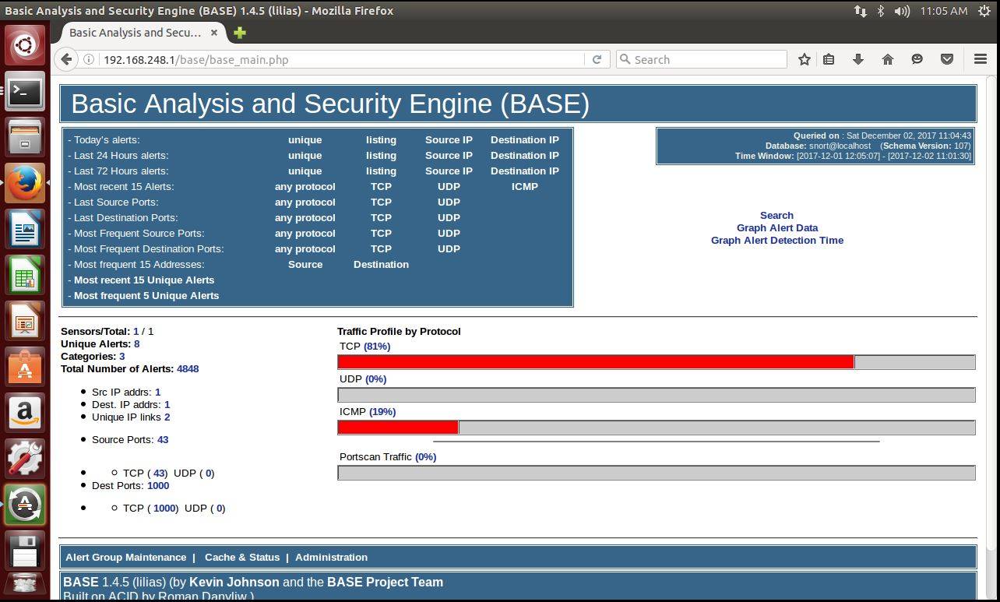 Basic Analysis and Security Engine (BASE) 1.4.5 (lilias) - Mozilla Firefox
11:05 AM
Basic Analysis and Secu...
192.168.248.1/base/base_main.php
Search
Basic Analysis and Security Engine (BASE)
- Today's alerts: unique listing Source IP Destination IP
- Last 24 Hours alerts: unique listing Source IP Destination IP
- Last 72 Hours alerts: unique listing Source IP Destination IP
- Most recent 15 Alerts: any protocol TCP UDP ICMP
- Last Source Ports: any protocol TCP UDP
- Last Destination Ports: any protocol TCP UDP
- Most Frequent Source Ports: any protocol TCP UDP
- Most Frequent Destination Ports: any protocol TCP UDP
- Most frequent 15 Addresses: Source Destination
- Most recent 15 Unique Alerts
- Most frequent 5 Unique Alerts
Queried on : Sat December 02, 2017 11:04:43
Database: snort@localhost (Schema Version: 107)
Time Window: [2017-12-01 12:05:07] - [2017-12-02 11:01:30]
Search
Graph Alert Data
Graph Alert Detection Time
Sensors/Total: 1 / 1
Unique Alerts: 8
Categories: 3
Total Number of Alerts: 4848
Src IP addrs: 1
Dest. IP addrs: 1
Unique IP links 2
Source Ports: 43
TCP ( 43) UDP ( 0)
Dest Ports: 1000
TCP ( 1000) UDP ( 0)
Traffic Profile by Protocol
TCP (81%)
UDP (0%)
ICMP (19%)
Portscan Traffic (0%)
Alert Group Maintenance | Cache & Status | Administration
BASE 1.4.5 (lilias) (by Kevin Johnson and the BASE Project Team
Built on ACID by Roman Danyliw )